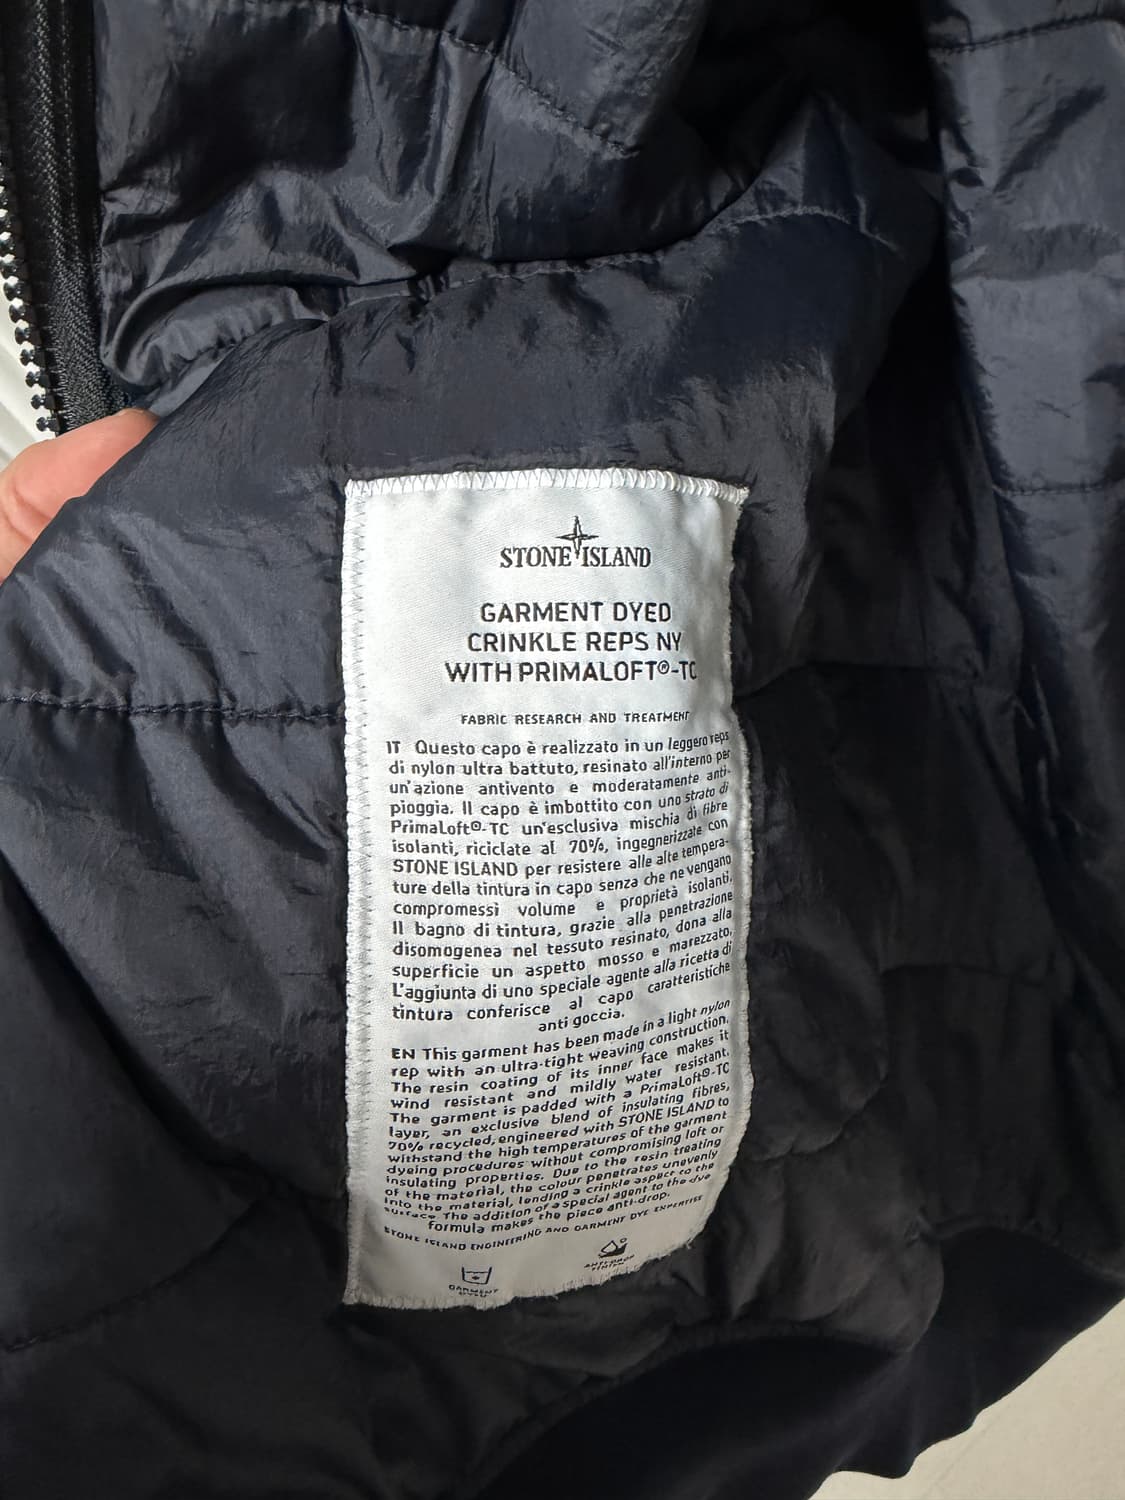 STONE ISLAND
GARMENT DYED
CRINKLE REPS NY
WITH PRIMALOFT®-TC
FABRIC RESEARCH AND TREATMENT
IT Questo capo è realizzato in un leggero reps
di nylon ultra battuto, resinato all'interno per
un'azione antivento e moderatamente anti-
pioggia. Il capo è imbottito con uno strato di
PrimaLoft®-TC un'esclusiva mischia di fibre
isolanti, riciclate al 70%, ingegnerizzate con
STONE ISLAND per resistere alle alte tempera-
ture della tintura in capo senza che ne vengano
compromessi volume e proprietà isolanti.
Il bagno di tintura, grazie alla penetrazione
disomogenea nel tessuto resinato, dona alla
superficie un aspetto mosso e marezzato.
L'aggiunta di uno speciale agente alla ricetta di
tintura conferisce al capo caratteristiche
anti goccia.
EN This garment has been made in a light nylon
rep with an ultra-tight weaving construction.
The resin coating of its inner face makes it
wind resistant and mildly water resistant.
The garment is padded with a PrimaLoft®-TC
layer, an exclusive blend of insulating fibres,
70% recycled, engineered with STONE ISLAND to
withstand the high temperatures of the garment
dyeing procedures without compromising loft or
insulating properties. Due to the resin treating
of the material, the colour penetrates unevenly
into the material, lending a crinkle aspect to the
surface. The addition of a special agent to the dye
formula makes the piece anti-drop.
STONE ISLAND ENGINEERING AND GARMENT DYE EXPERTISE
GARMENT
DYED
ANTI-DROP
FINISH